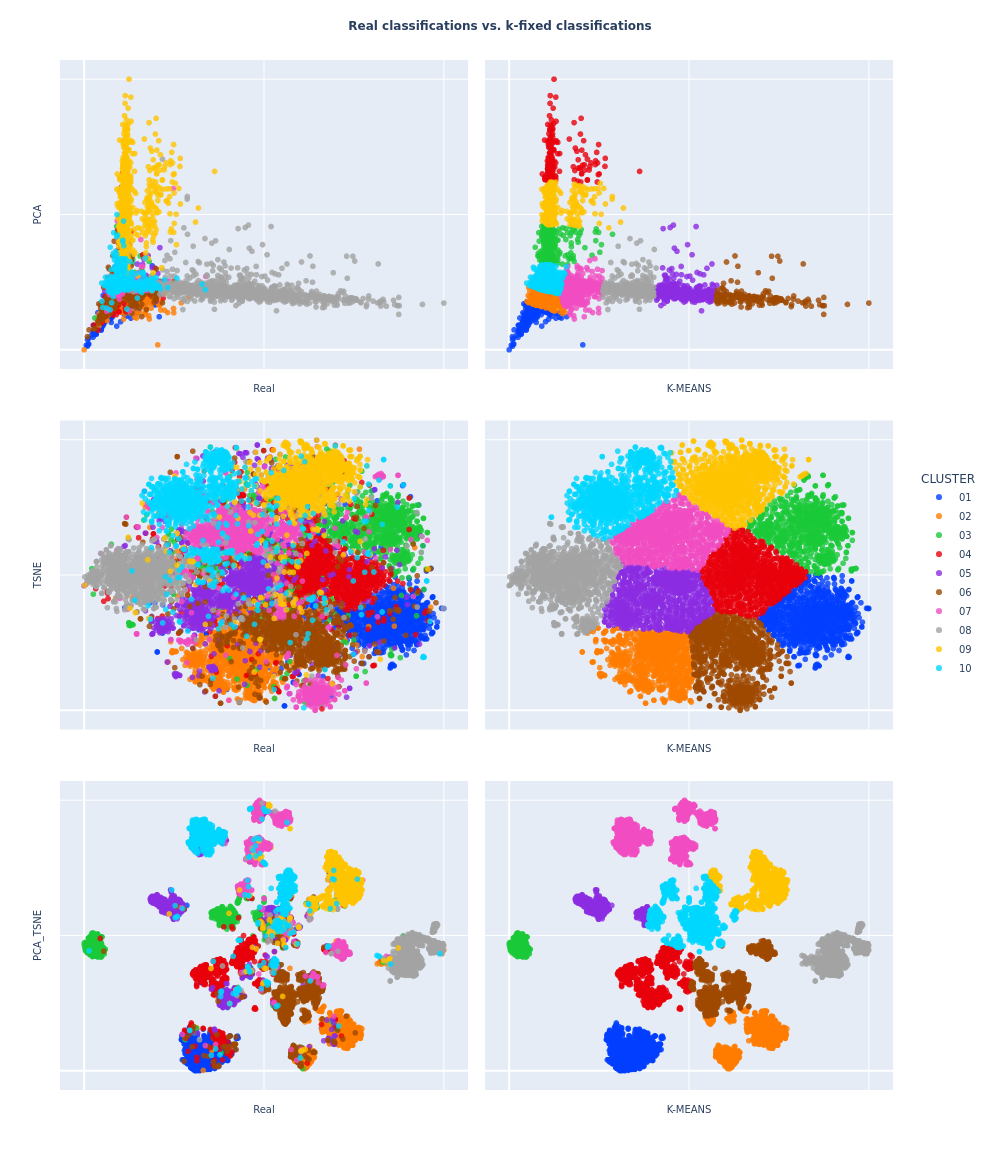 Real classifications vs. k-fixed classifications
PCA
Real
K-MEANS
TSNE
Real
K-MEANS
CLUSTER
01
02
03
04
05
06
07
08
09
10
PCA_TSNE
Real
K-MEANS